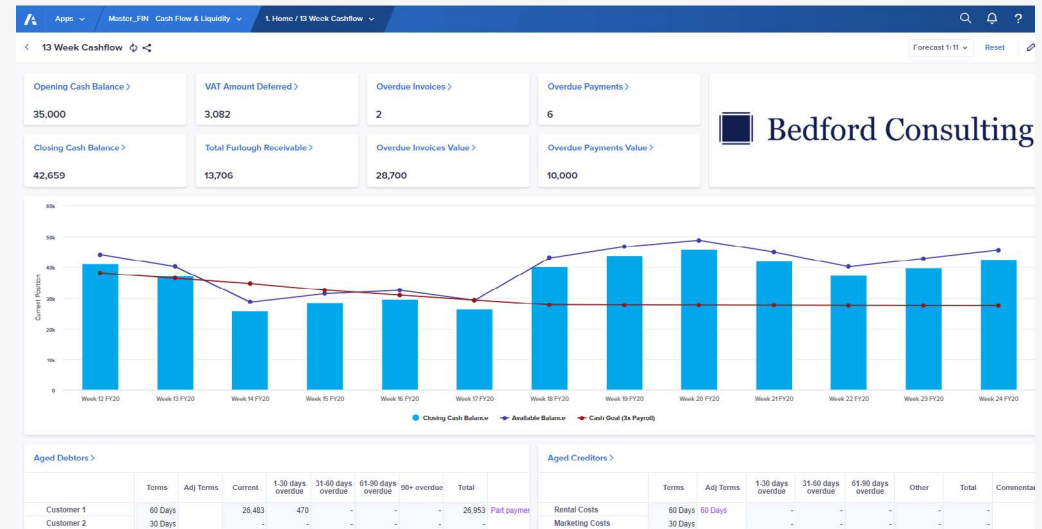 Apps Master_FIN Cash Flow & Liquidity 1. Home / 13 Week Cashflow ?
13 Week Cashflow Forecast 1+11 Reset
Opening Cash Balance > VAT Amount Deferred > Overdue Invoices > Overdue Payments >
35,000 3,082 2 6
Bedford Consulting
Closing Cash Balance > Total Furlough Receivable > Overdue Invoices Value > Overdue Payments Value >
42,659 13,706 28,700 10,000
60k
50k
40k
30k
20k
10k
0
Current Position
Week 12 FY20 Week 13 FY20 Week 14 FY20 Week 15 FY20 Week 16 FY20 Week 17 FY20 Week 18 FY20 Week 19 FY20 Week 20 FY20 Week 21 FY20 Week 22 FY20 Week 23 FY20 Week 24 FY20
Closing Cash Balance Available Balance Cash Goal (3x Payroll)
Aged Debtors > Aged Creditors >
Terms Adj Terms Current 1-30 days overdue 31-60 days overdue 61-90 days overdue 90+ overdue Total
Terms Adj Terms 1-30 days overdue 31-60 days overdue 61-90 days overdue Other Total Commenta
Customer 1 60 Days 26,483 470 - - - 26,953 Part paymer
Rental Costs 60 Days 60 Days - - - - -
Customer 2 30 Days - - - - - -
Marketing Costs 30 Days - - - - -